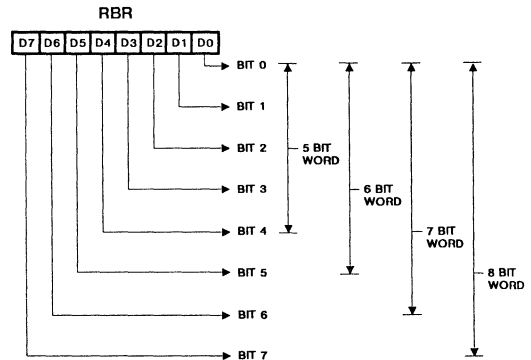 RBR
D7 D6 D5 D4 D3 D2 D1 D0
BIT 0
BIT 1
BIT 2
BIT 3
BIT 4
BIT 5
BIT 6
BIT 7
5 BIT
WORD
6 BIT
WORD
7 BIT
WORD
8 BIT
WORD